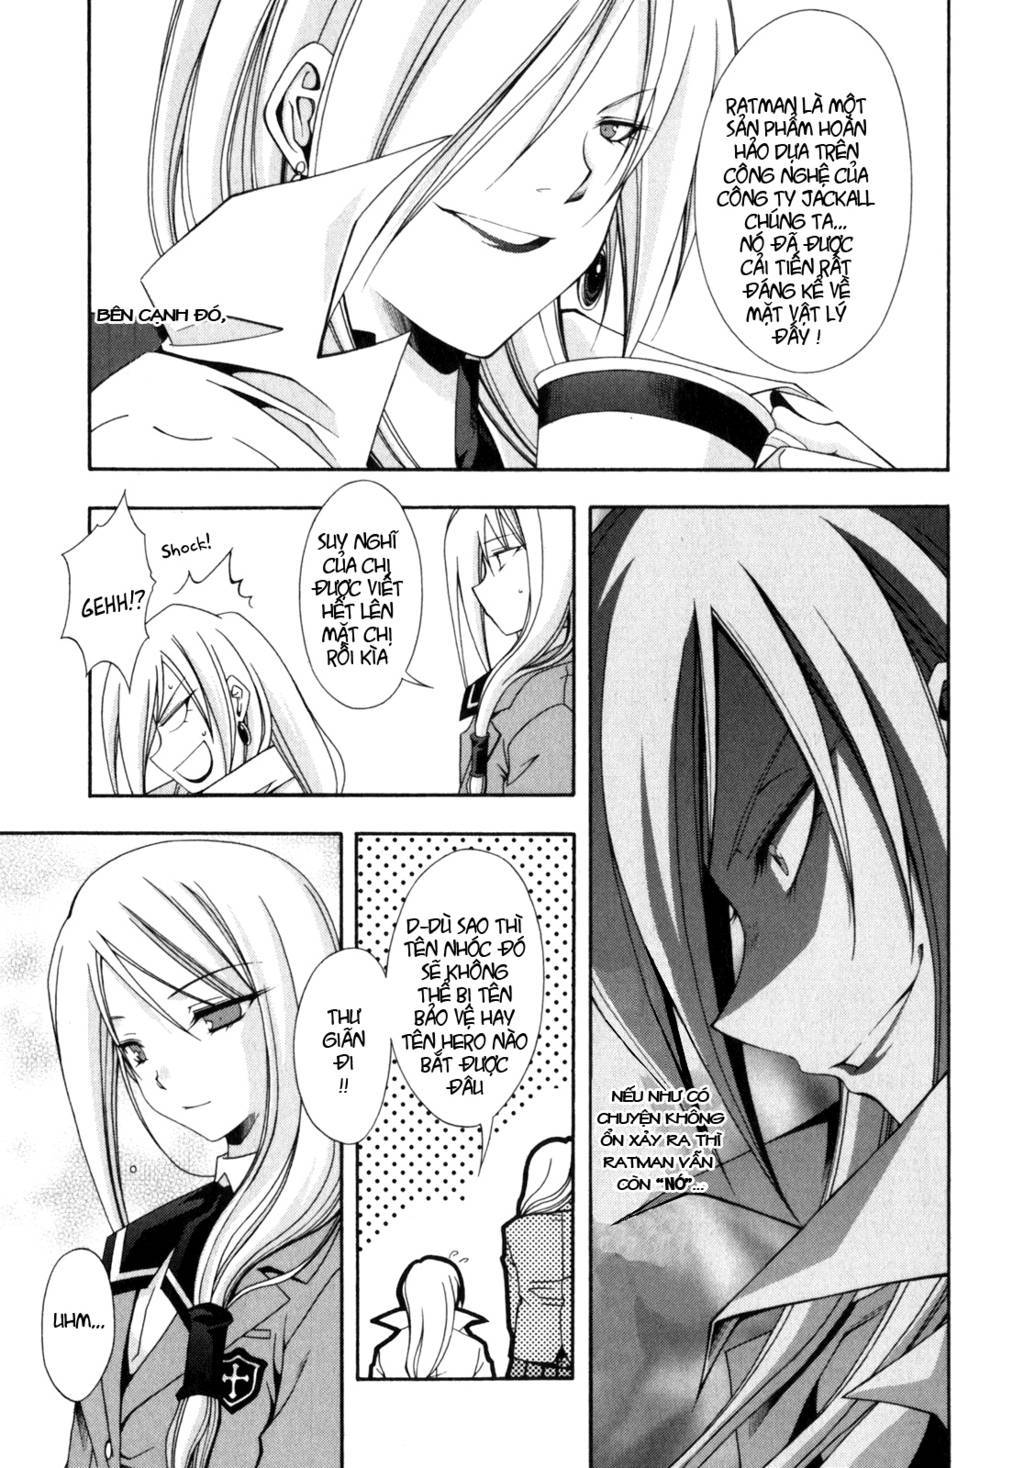 RATMAN LÀ MỘT
SẢN PHẨM HOÀN
HẢO DỰA TRÊN
CÔNG NGHỆ CỦA
CÔNG TY JACKALL
CHÚNG TA...
NÓ ĐÃ ĐƯỢC
CẢI TIẾN RẤT
ĐÁNG KỂ VỀ
MẶT VẬT LÝ
ĐẤY !
BÊN CẠNH ĐÓ,
NẾU NHƯ CÓ
CHUYỆN KHÔNG
ỔN XẢY RA THÌ
RATMAN VẪN
CÒN "NÓ"...
SUY NGHĨ
CỦA CHỊ
ĐƯỢC VIẾT
HẾT LÊN
MẶT CHỊ
RỒI KÌA
Shock!
GEHH!?
D-DÙ SAO THÌ
TÊN NHÓC ĐÓ
SẼ KHÔNG
THỂ BỊ TÊN
BẢO VỆ HAY
TÊN HERO NÀO
BẮT ĐƯỢC
ĐÂU
THƯ
GIÃN
ĐI
!!
UHM...